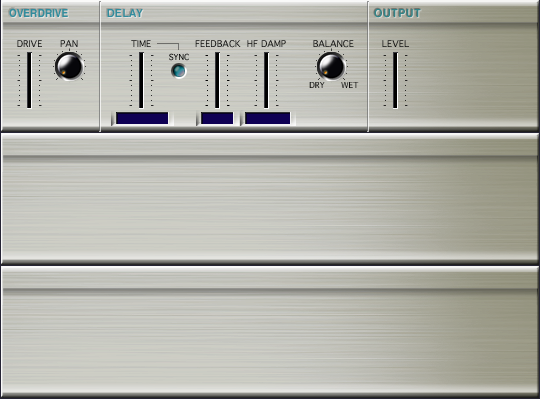 OVERDRIVE DELAY OUTPUT
DRIVE PAN TIME FEEDBACK HF DAMP BALANCE LEVEL
SYNC
DRY WET